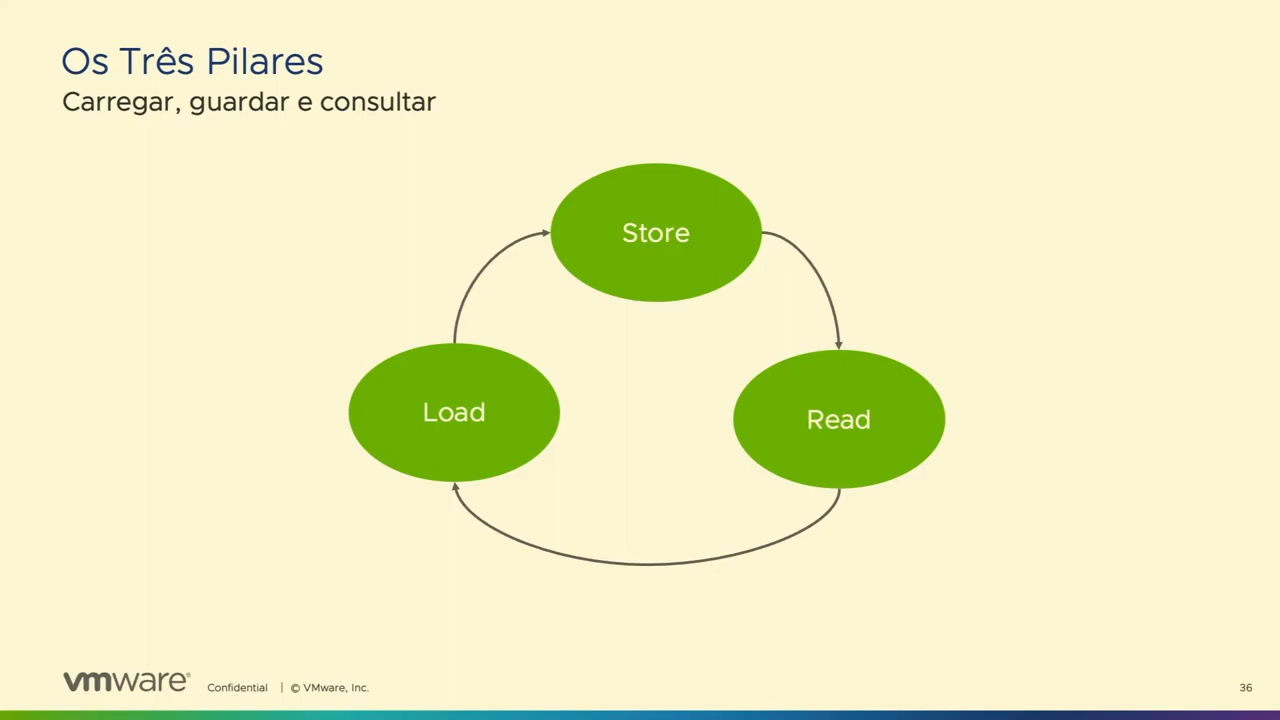 Os Três Pilares
Carregar, guardar e consultar
Store
Load
Read
vmware®
Confidential | © VMware, Inc.
36